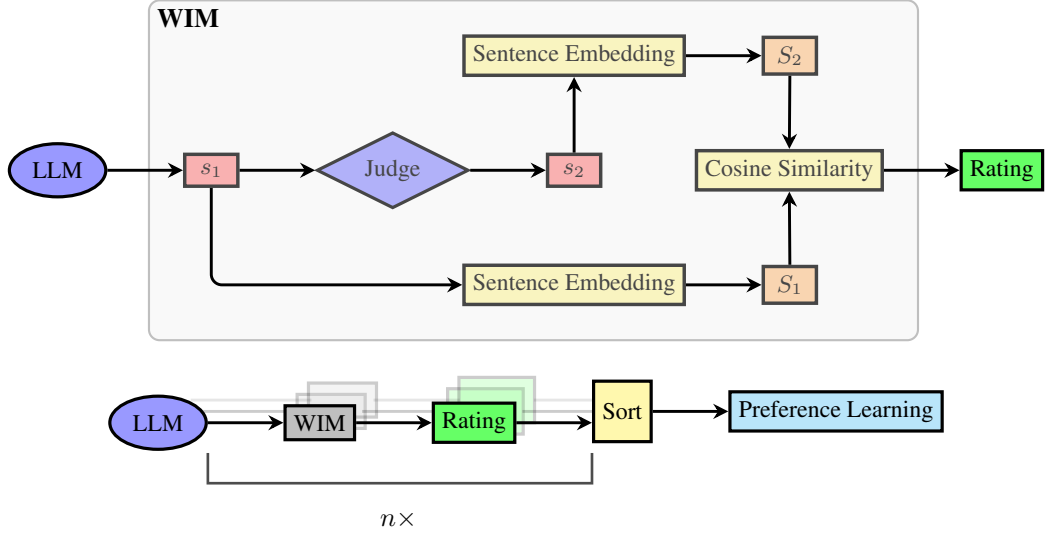 WIM
Sentence Embedding
S₂
LLM
s₁
Judge
s₂
Cosine Similarity
Rating
Sentence Embedding
S₁
LLM
WIM
Rating
Sort
Preference Learning
n×